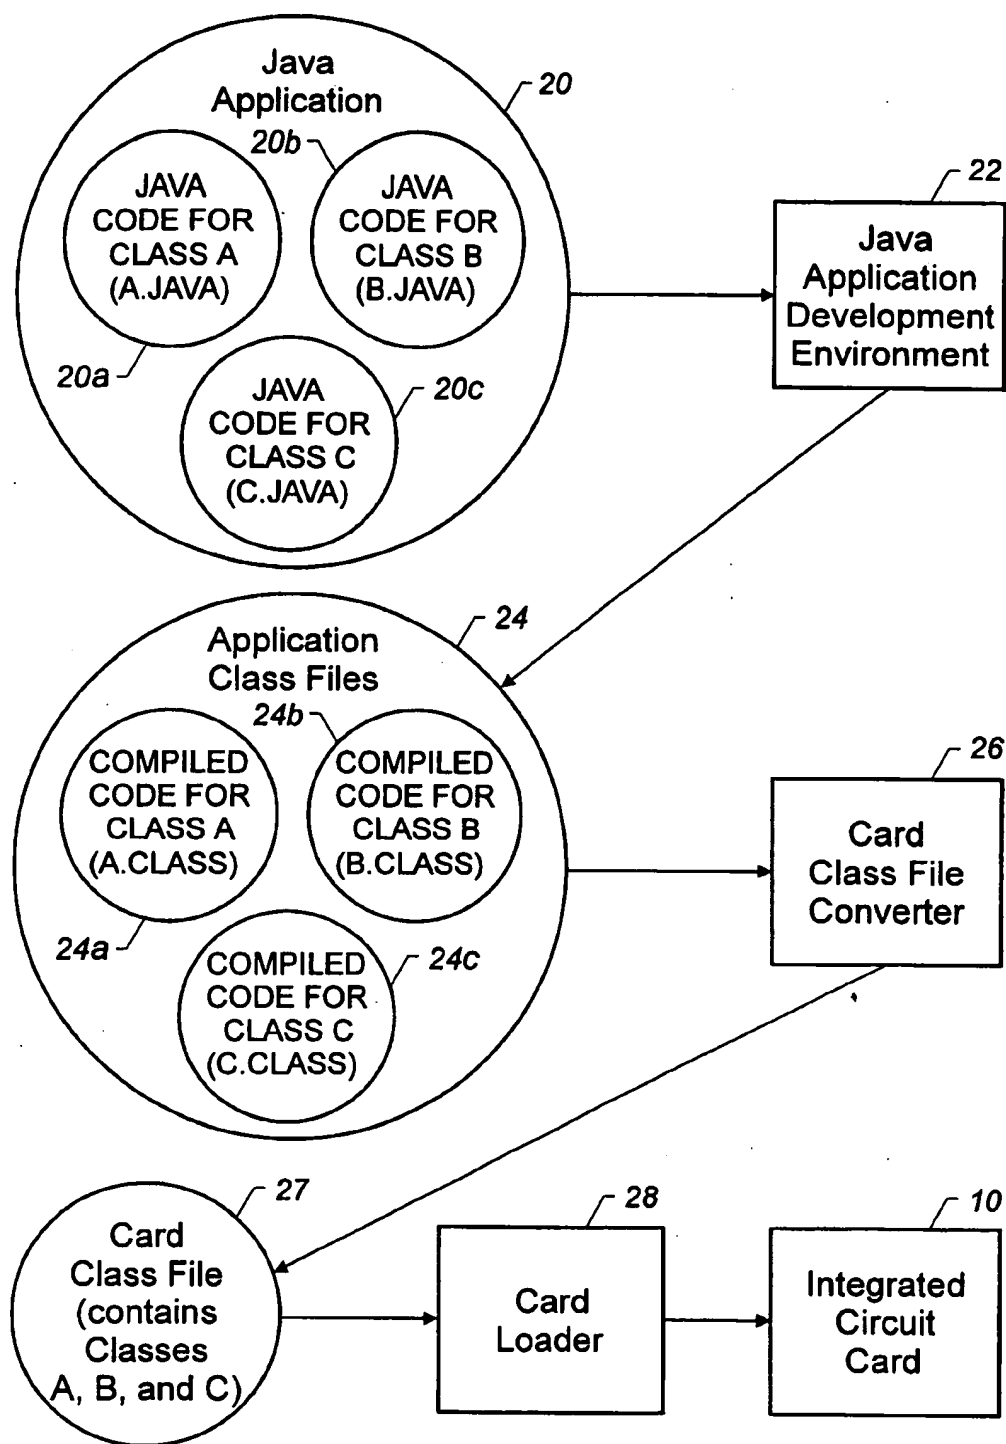 Java
Application
20
20b
JAVA
CODE FOR
CLASS A
(A.JAVA)
JAVA
CODE FOR
CLASS B
(B.JAVA)
20a
JAVA
CODE FOR
CLASS C
(C.JAVA)
20c
22
Java
Application
Development
Environment
Application
Class Files
24
24b
COMPILED
CODE FOR
CLASS A
(A.CLASS)
COMPILED
CODE FOR
CLASS B
(B.CLASS)
24a
COMPILED
CODE FOR
CLASS C
(C.CLASS)
24c
26
Card
Class File
Converter
27
Card
Class File
(contains
Classes
A, B, and C)
28
Card
Loader
10
Integrated
Circuit
Card